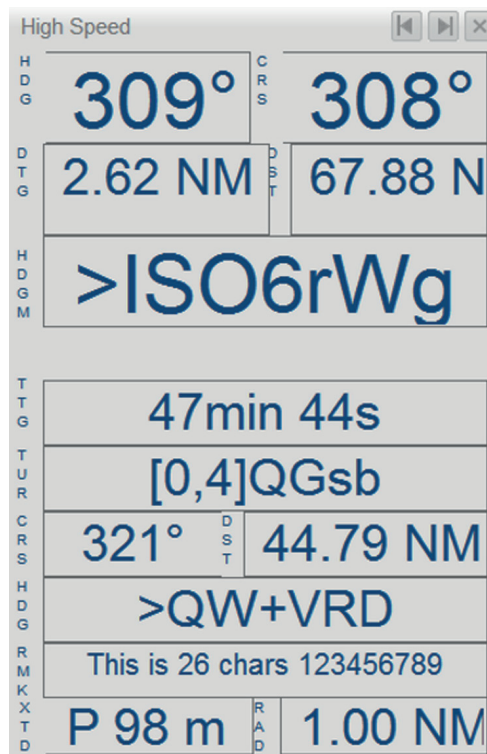 High Speed
HDG 309° CRS 308°
DTG 2.62 NM DST 67.88 N
HDGM >ISO6rWg
TTG 47min 44s
TUR [0,4]QGsb
CRS 321° DST 44.79 NM
HDG >QW+VRD
RMK This is 26 chars 123456789
XTD P 98 m RAD 1.00 NM